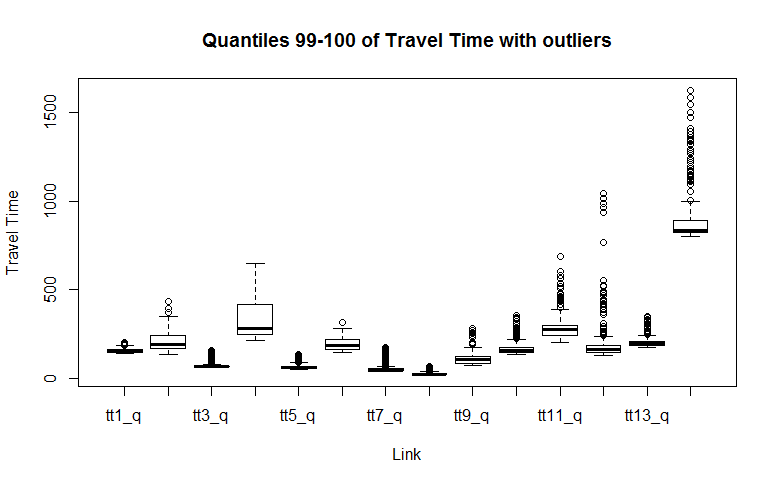 Quantiles 99-100 of Travel Time with outliers
Travel Time
1500
1000
500
0
tt1_q tt3_q tt5_q tt7_q tt9_q tt11_q tt13_q
Link